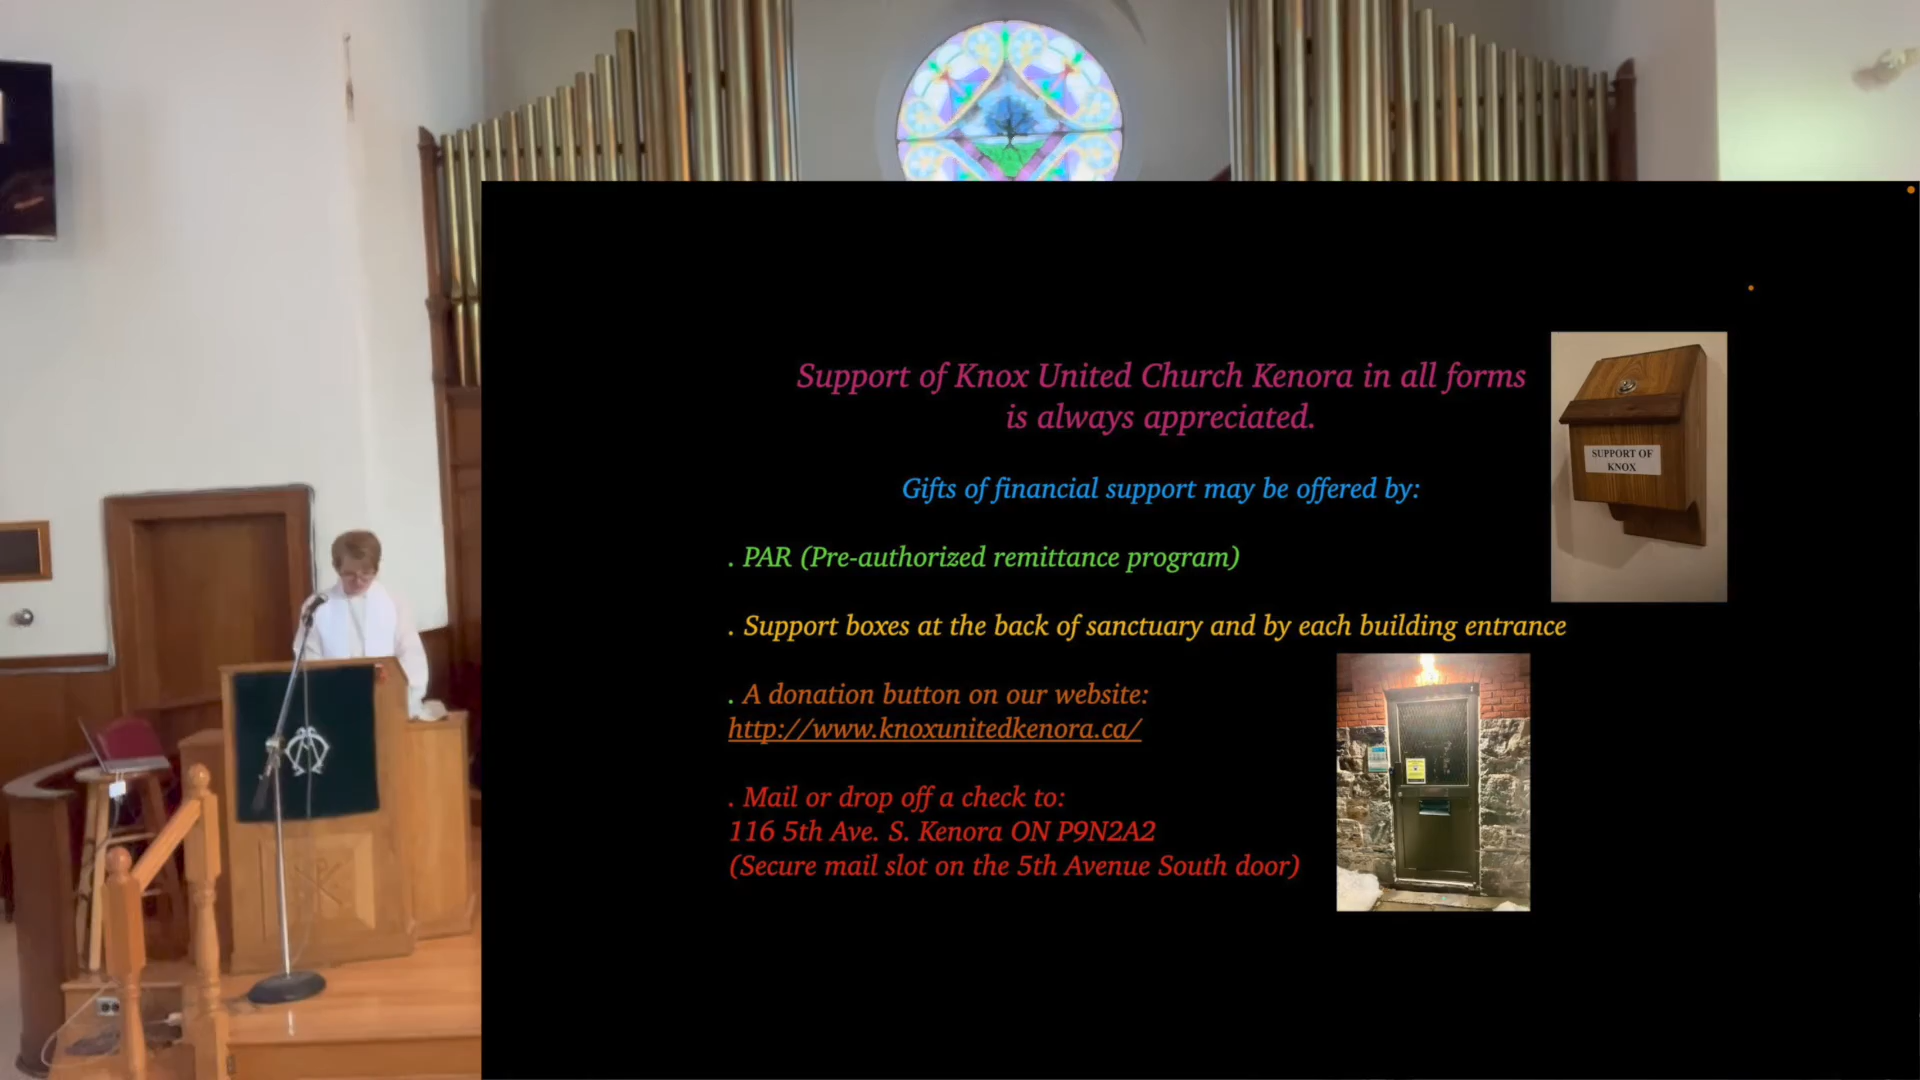 Support of Knox United Church Kenora in all forms
is always appreciated.
SUPPORT OF
KNOX
Gifts of financial support may be offered by:
. PAR (Pre-authorized remittance program)
. Support boxes at the back of sanctuary and by each building entrance
. A donation button on our website:
http://www.knoxunitedkenora.ca/
. Mail or drop off a check to:
116 5th Ave. S. Kenora ON P9N2A2
(Secure mail slot on the 5th Avenue South door)